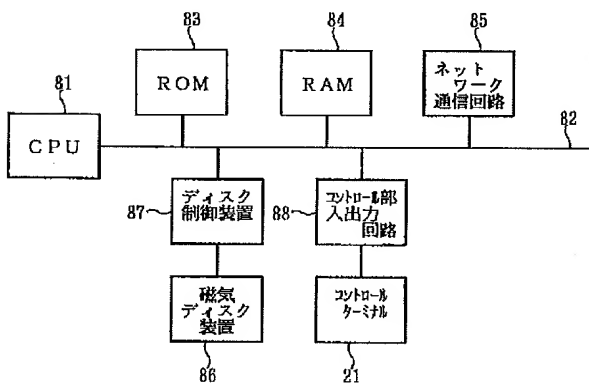 83
84
85
81
ROM
RAM
ネット
ワーク
通信回路
82
CPU
87
ディスク
制御装置
88
コントロール部
入出力
回路
磁気
ディスク
装置
コントロール
ターミナル
86
21